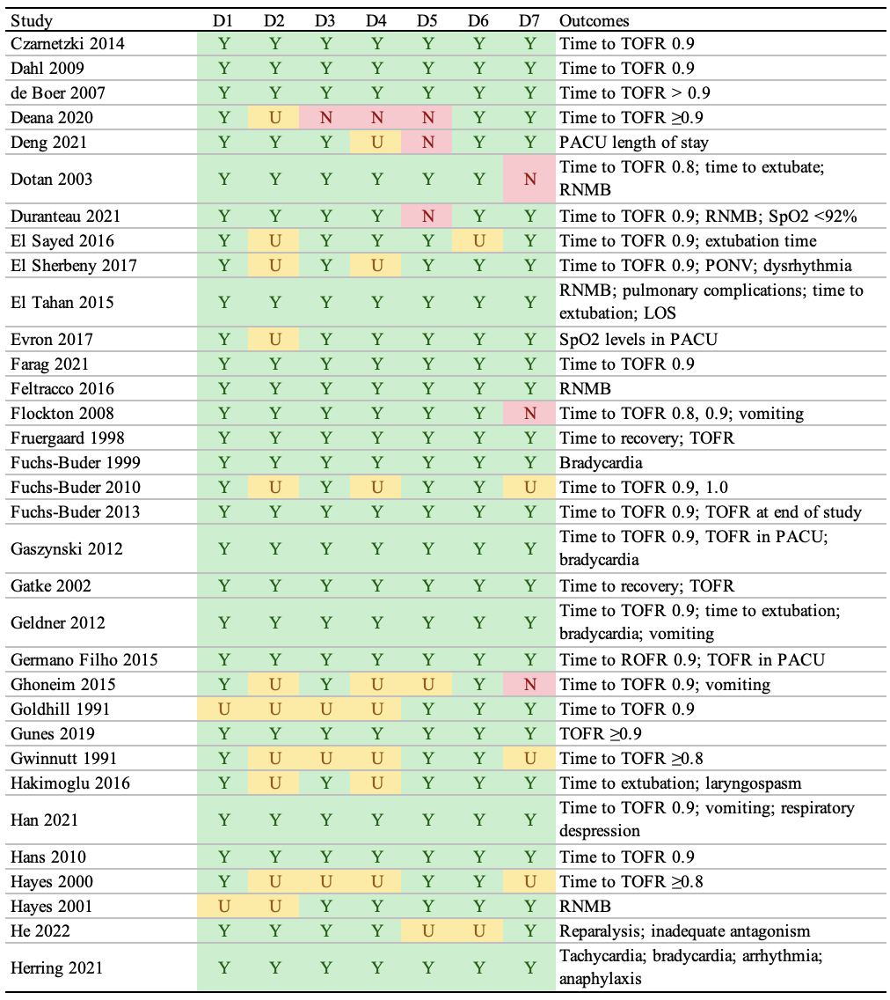 Study D1 D2 D3 D4 D5 D6 D7 Outcomes
Czarnetzki 2014 Y Y Y Y Y Y Y Time to TOFR 0.9
Dahl 2009 Y Y Y Y Y Y Y Time to TOFR 0.9
de Boer 2007 Y Y Y Y Y Y Y Time to TOFR > 0.9
Deana 2020 Y U N N N Y Y Time to TOFR ≥0.9
Deng 2021 Y Y Y U N Y Y PACU length of stay
Dotan 2003 Y Y Y Y Y Y N Time to TOFR 0.8; time to extubate;
RNMB
Duranteau 2021 Y Y Y Y N Y Y Time to TOFR 0.9; RNMB; SpO2 <92%
El Sayed 2016 Y U Y Y Y U Y Time to TOFR 0.9; extubation time
El Sherbeny 2017 Y U Y U Y Y Y Time to TOFR 0.9; PONV; dysrhythmia
El Tahan 2015 Y Y Y Y Y Y Y RNMB; pulmonary complications; time to
extubation; LOS
Evron 2017 Y U Y Y Y Y Y SpO2 levels in PACU
Farag 2021 Y Y Y Y Y Y Y Time to TOFR 0.9
Feltracco 2016 Y Y Y Y Y Y Y RNMB
Flockton 2008 Y Y Y Y Y Y N Time to TOFR 0.8, 0.9; vomiting
Fruergaard 1998 Y Y Y Y Y Y Y Time to recovery; TOFR
Fuchs-Buder 1999 Y Y Y Y Y Y Y Bradycardia
Fuchs-Buder 2010 Y U Y U Y Y U Time to TOFR 0.9, 1.0
Fuchs-Buder 2013 Y Y Y Y Y Y Y Time to TOFR 0.9; TOFR at end of study
Gaszynski 2012 Y Y Y Y Y Y Y Time to TOFR 0.9, TOFR in PACU;
bradycardia
Gatke 2002 Y Y Y Y Y Y Y Time to recovery; TOFR
Geldner 2012 Y Y Y Y Y Y Y Time to TOFR 0.9; time to extubation;
bradycardia; vomiting
Germano Filho 2015 Y Y Y Y Y Y Y Time to ROFR 0.9; TOFR in PACU
Ghoneim 2015 Y U Y U U Y N Time to TOFR 0.9; vomiting
Goldhill 1991 U U U U Y Y Y Time to TOFR 0.9
Gunes 2019 Y Y Y Y Y Y Y TOFR ≥0.9
Gwinnutt 1991 Y U U U Y Y U Time to TOFR ≥0.8
Hakimoglu 2016 Y U Y U Y Y Y Time to extubation; laryngospasm
Han 2021 Y Y Y Y Y Y Y Time to TOFR 0.9; vomiting; respiratory
despression
Hans 2010 Y Y Y Y Y Y Y Time to TOFR 0.9
Hayes 2000 Y U U U Y Y U Time to TOFR ≥0.8
Hayes 2001 U U Y Y Y Y Y RNMB
He 2022 Y Y Y Y U U Y Reparalysis; inadequate antagonism
Herring 2021 Y Y Y Y Y Y Y Tachycardia; bradycardia; arrhythmia;
anaphylaxis